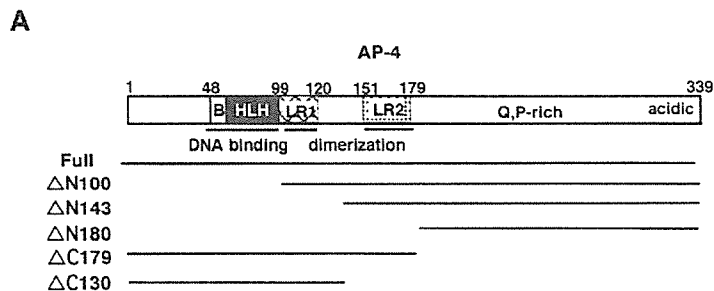 A
AP-4
1 48 99 120 151 179 339
B HLH LR1 LR2 Q,P-rich acidic
DNA binding dimerization
Full
△N100
△N143
△N180
△C179
△C130